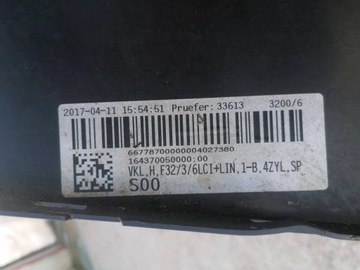 2017-04-11 15:54:51 Pruefer: 33613 3200/6
66778700000004027380
164370050000:00
VKL,H,F32/3/6LCI+LIN,1-B,4ZYL,SP
S00